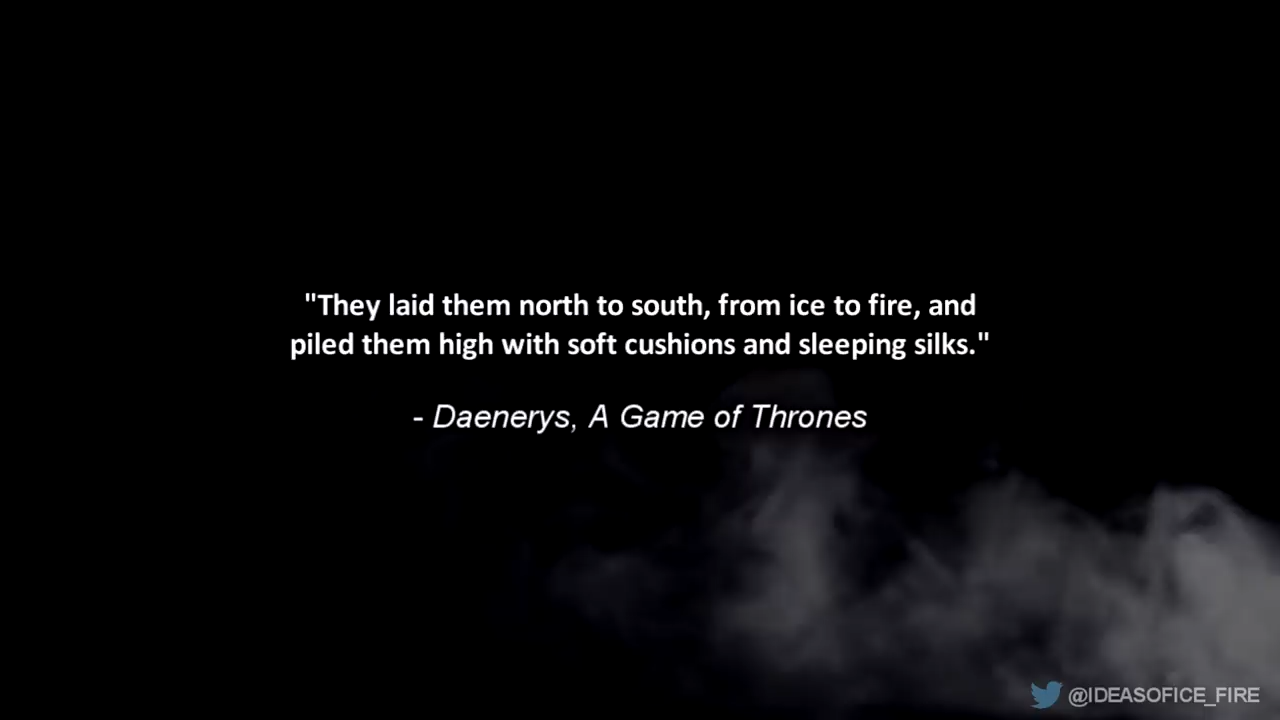 "They laid them north to south, from ice to fire, and
piled them high with soft cushions and sleeping silks."
- Daenerys, A Game of Thrones
@IDEASOFICE_FIRE